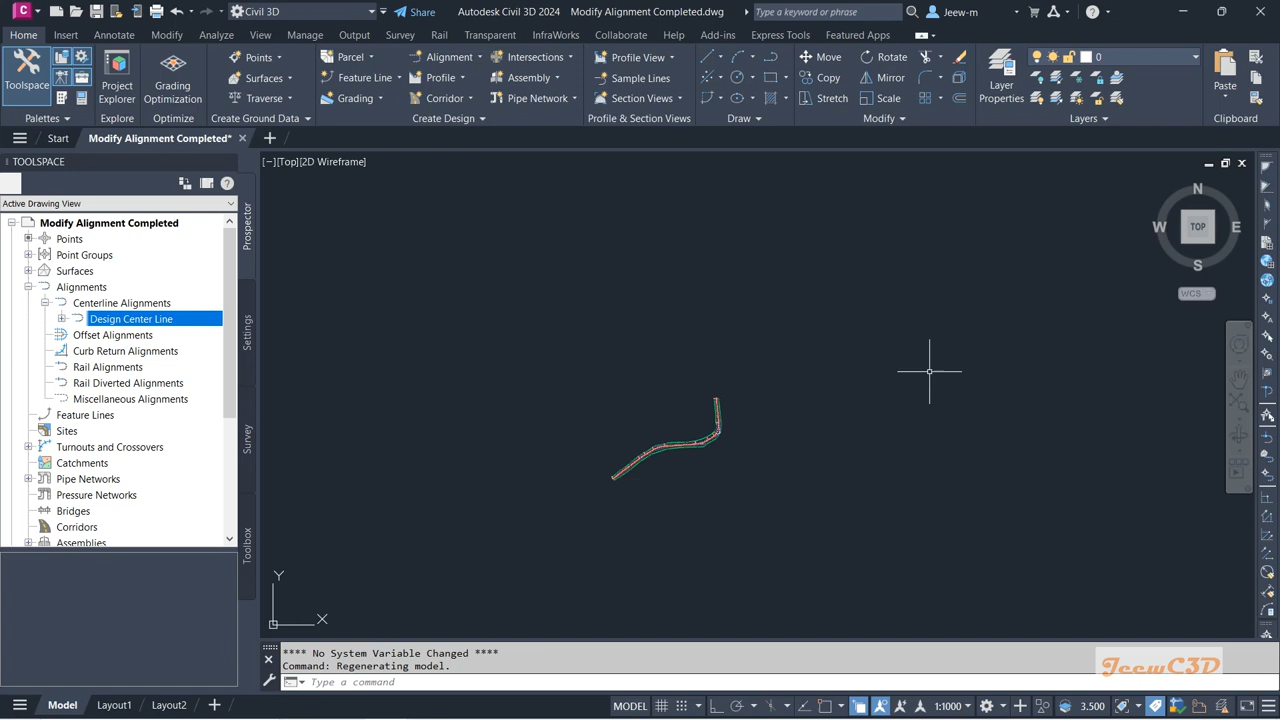 Civil 3D
Share
Autodesk Civil 3D 2024
Modify Alignment Completed.dwg
Type a keyword or phrase
Jeew-m
Home
Insert
Annotate
Modify
Analyze
View
Manage
Output
Survey
Rail
Transparent
InfraWorks
Collaborate
Help
Add-ins
Express Tools
Featured Apps
Toolspace
Project Explorer
Grading Optimization
Points
Surfaces
Traverse
Parcel
Feature Line
Grading
Alignment
Profile
Corridor
Intersections
Assembly
Pipe Network
Profile View
Sample Lines
Section Views
Move
Copy
Stretch
Rotate
Mirror
Scale
Layer Properties
0
Paste
Palettes
Explore
Optimize
Create Ground Data
Create Design
Profile & Section Views
Draw
Modify
Layers
Clipboard
Start
Modify Alignment Completed*
TOOLSPACE
Active Drawing View
Modify Alignment Completed
Points
Point Groups
Surfaces
Alignments
Centerline Alignments
Design Center Line
Offset Alignments
Curb Return Alignments
Rail Alignments
Rail Diverted Alignments
Miscellaneous Alignments
Feature Lines
Sites
Turnouts and Crossovers
Catchments
Pipe Networks
Pressure Networks
Bridges
Corridors
Assemblies
Prospector
Settings
Survey
Toolbox
[−][Top][2D Wireframe]
N
W
TOP
E
S
WCS
Y
X
**** No System Variable Changed ****
Command: Regenerating model.
Type a command
JeewC3D
Model
Layout1
Layout2
MODEL
1:1000
3.500